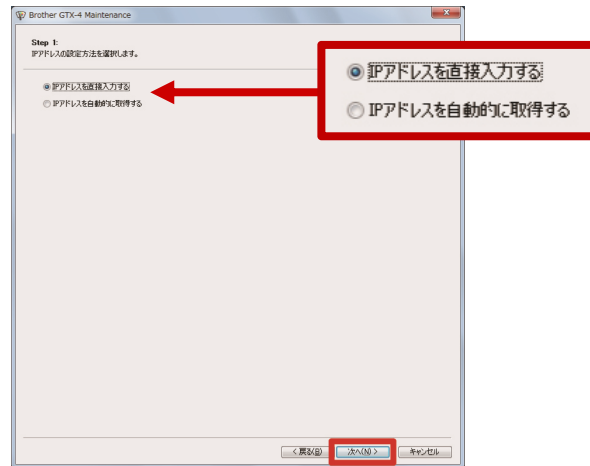 Brother GTX-4 Maintenance
Step 1:
IPアドレスの設定方法を選択します。
IPアドレスを直接入力する
IPアドレスを自動的に取得する
IPアドレスを直接入力する
IPアドレスを自動的に取得する
< 戻る(B)
次へ(N) >
キャンセル